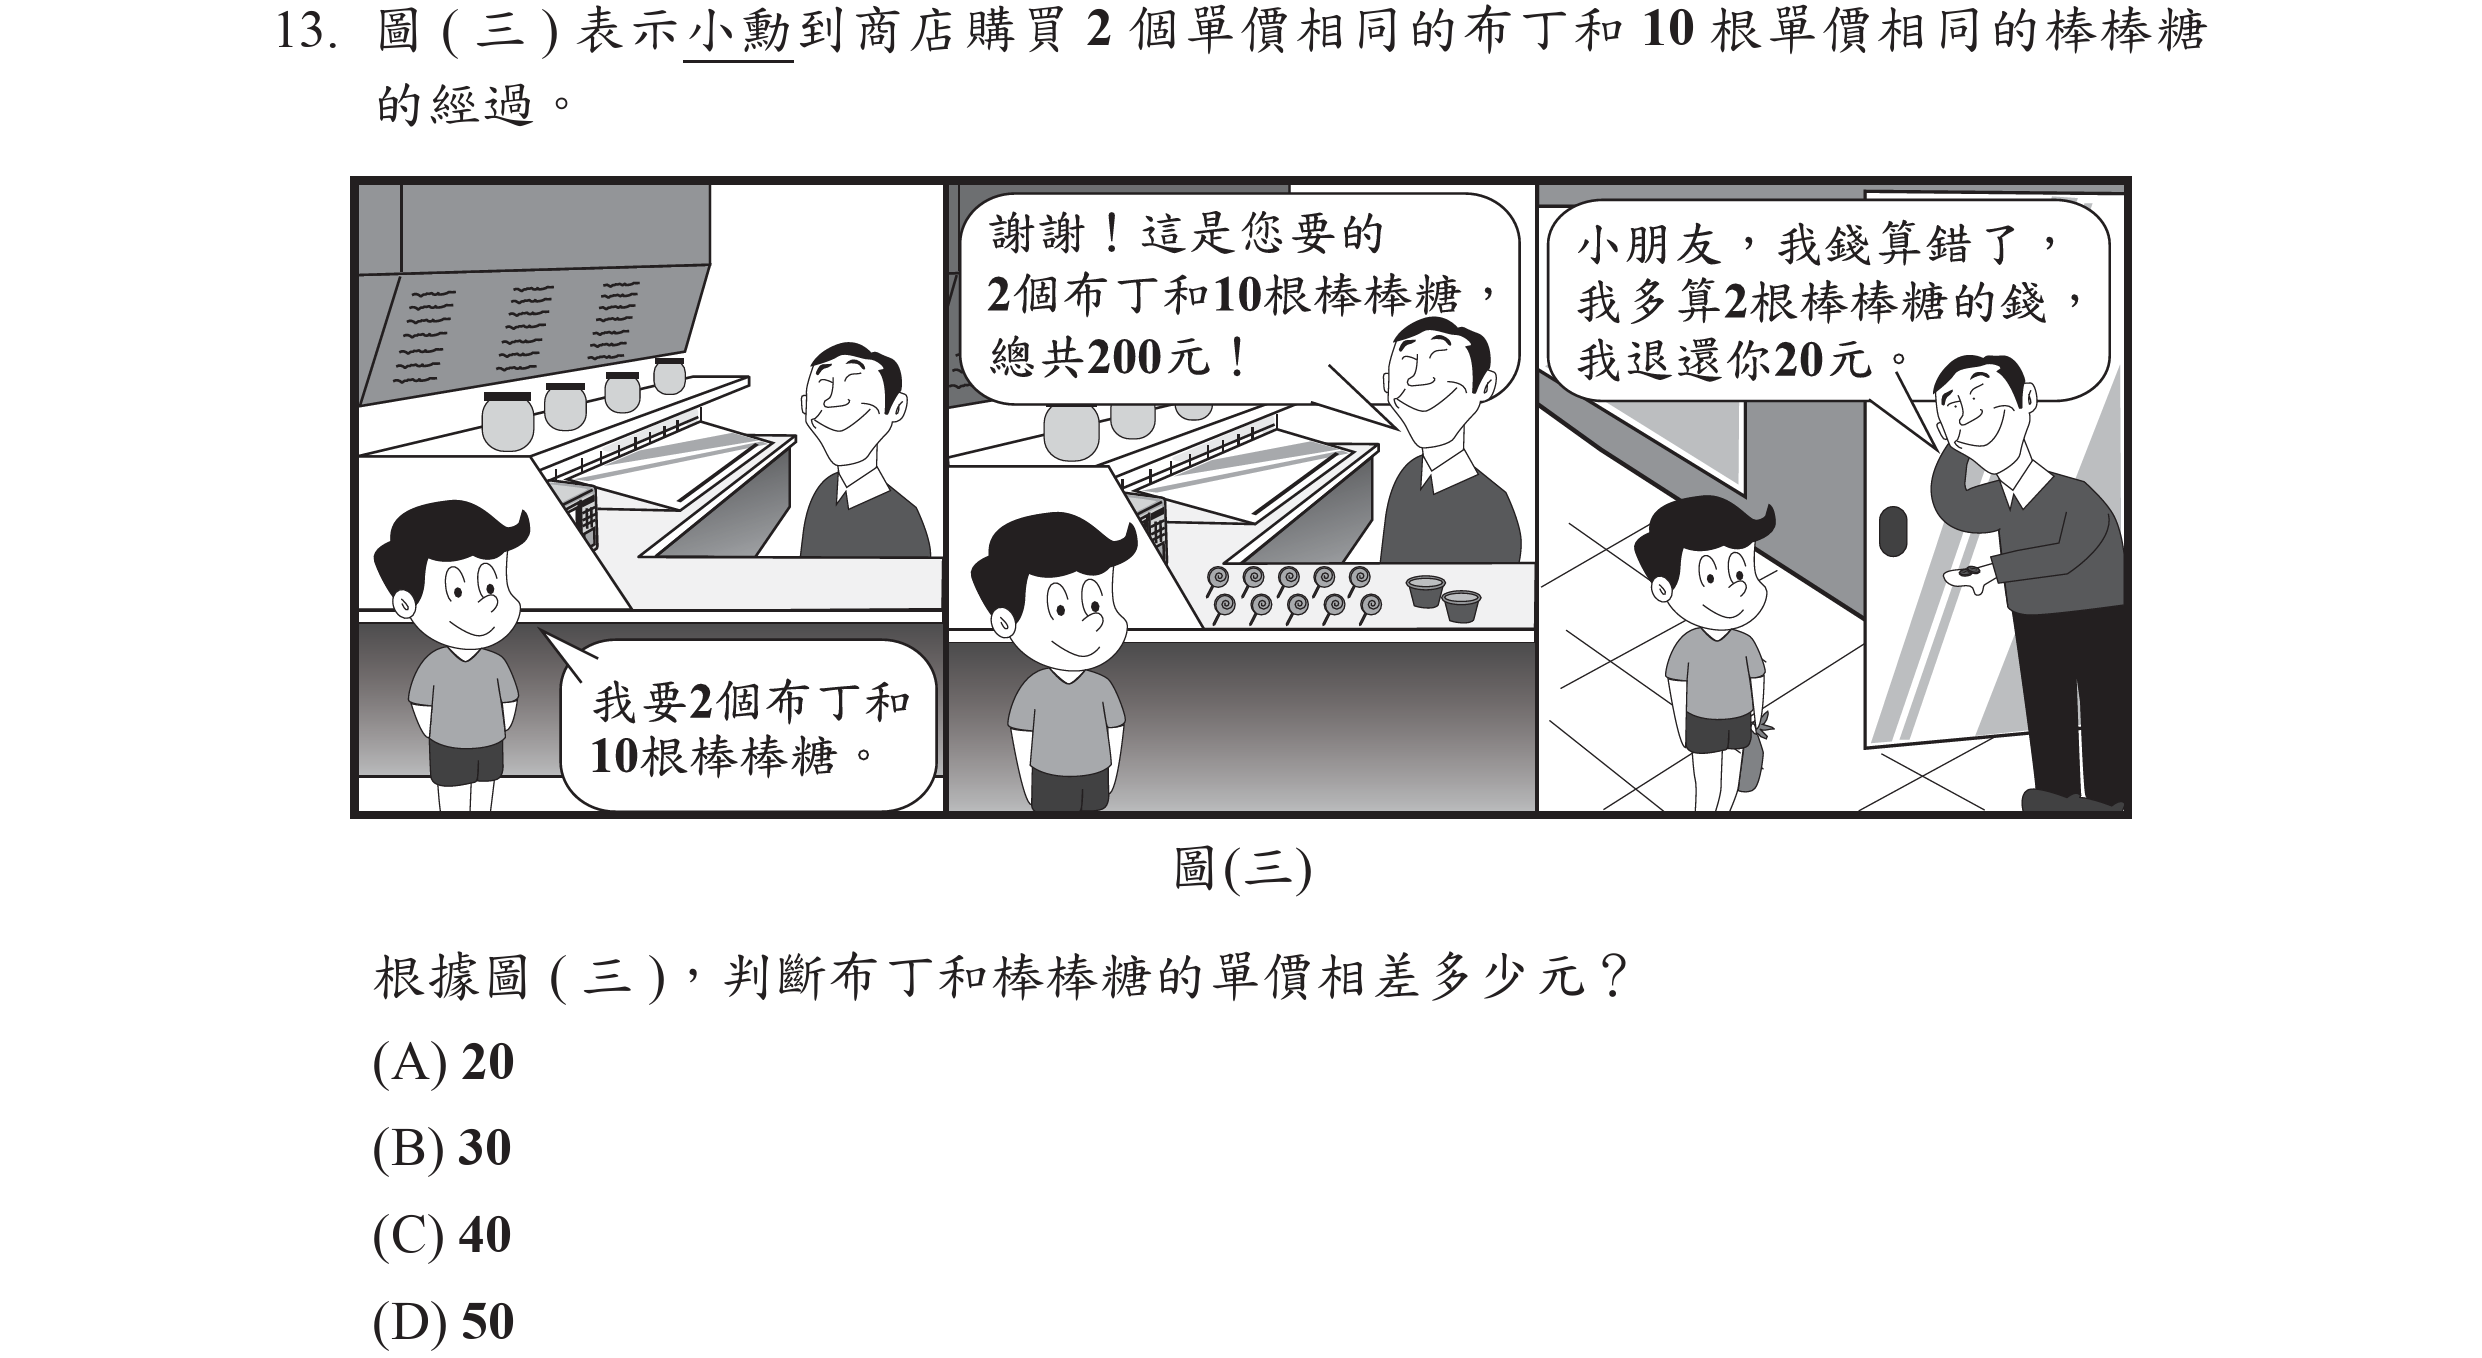 13. 圖(三)表示小勳到商店購買2個單價相同的布丁和10根單價相同的棒棒糖
的經過。
我要2個布丁和
10根棒棒糖。
謝謝！這是您要的
2個布丁和10根棒棒糖，
總共200元！
小朋友，我錢算錯了，
我多算2根棒棒糖的錢，
我退還你20元。
圖(三)
根據圖(三)，判斷布丁和棒棒糖的單價相差多少元？
(A) 20
(B) 30
(C) 40
(D) 50